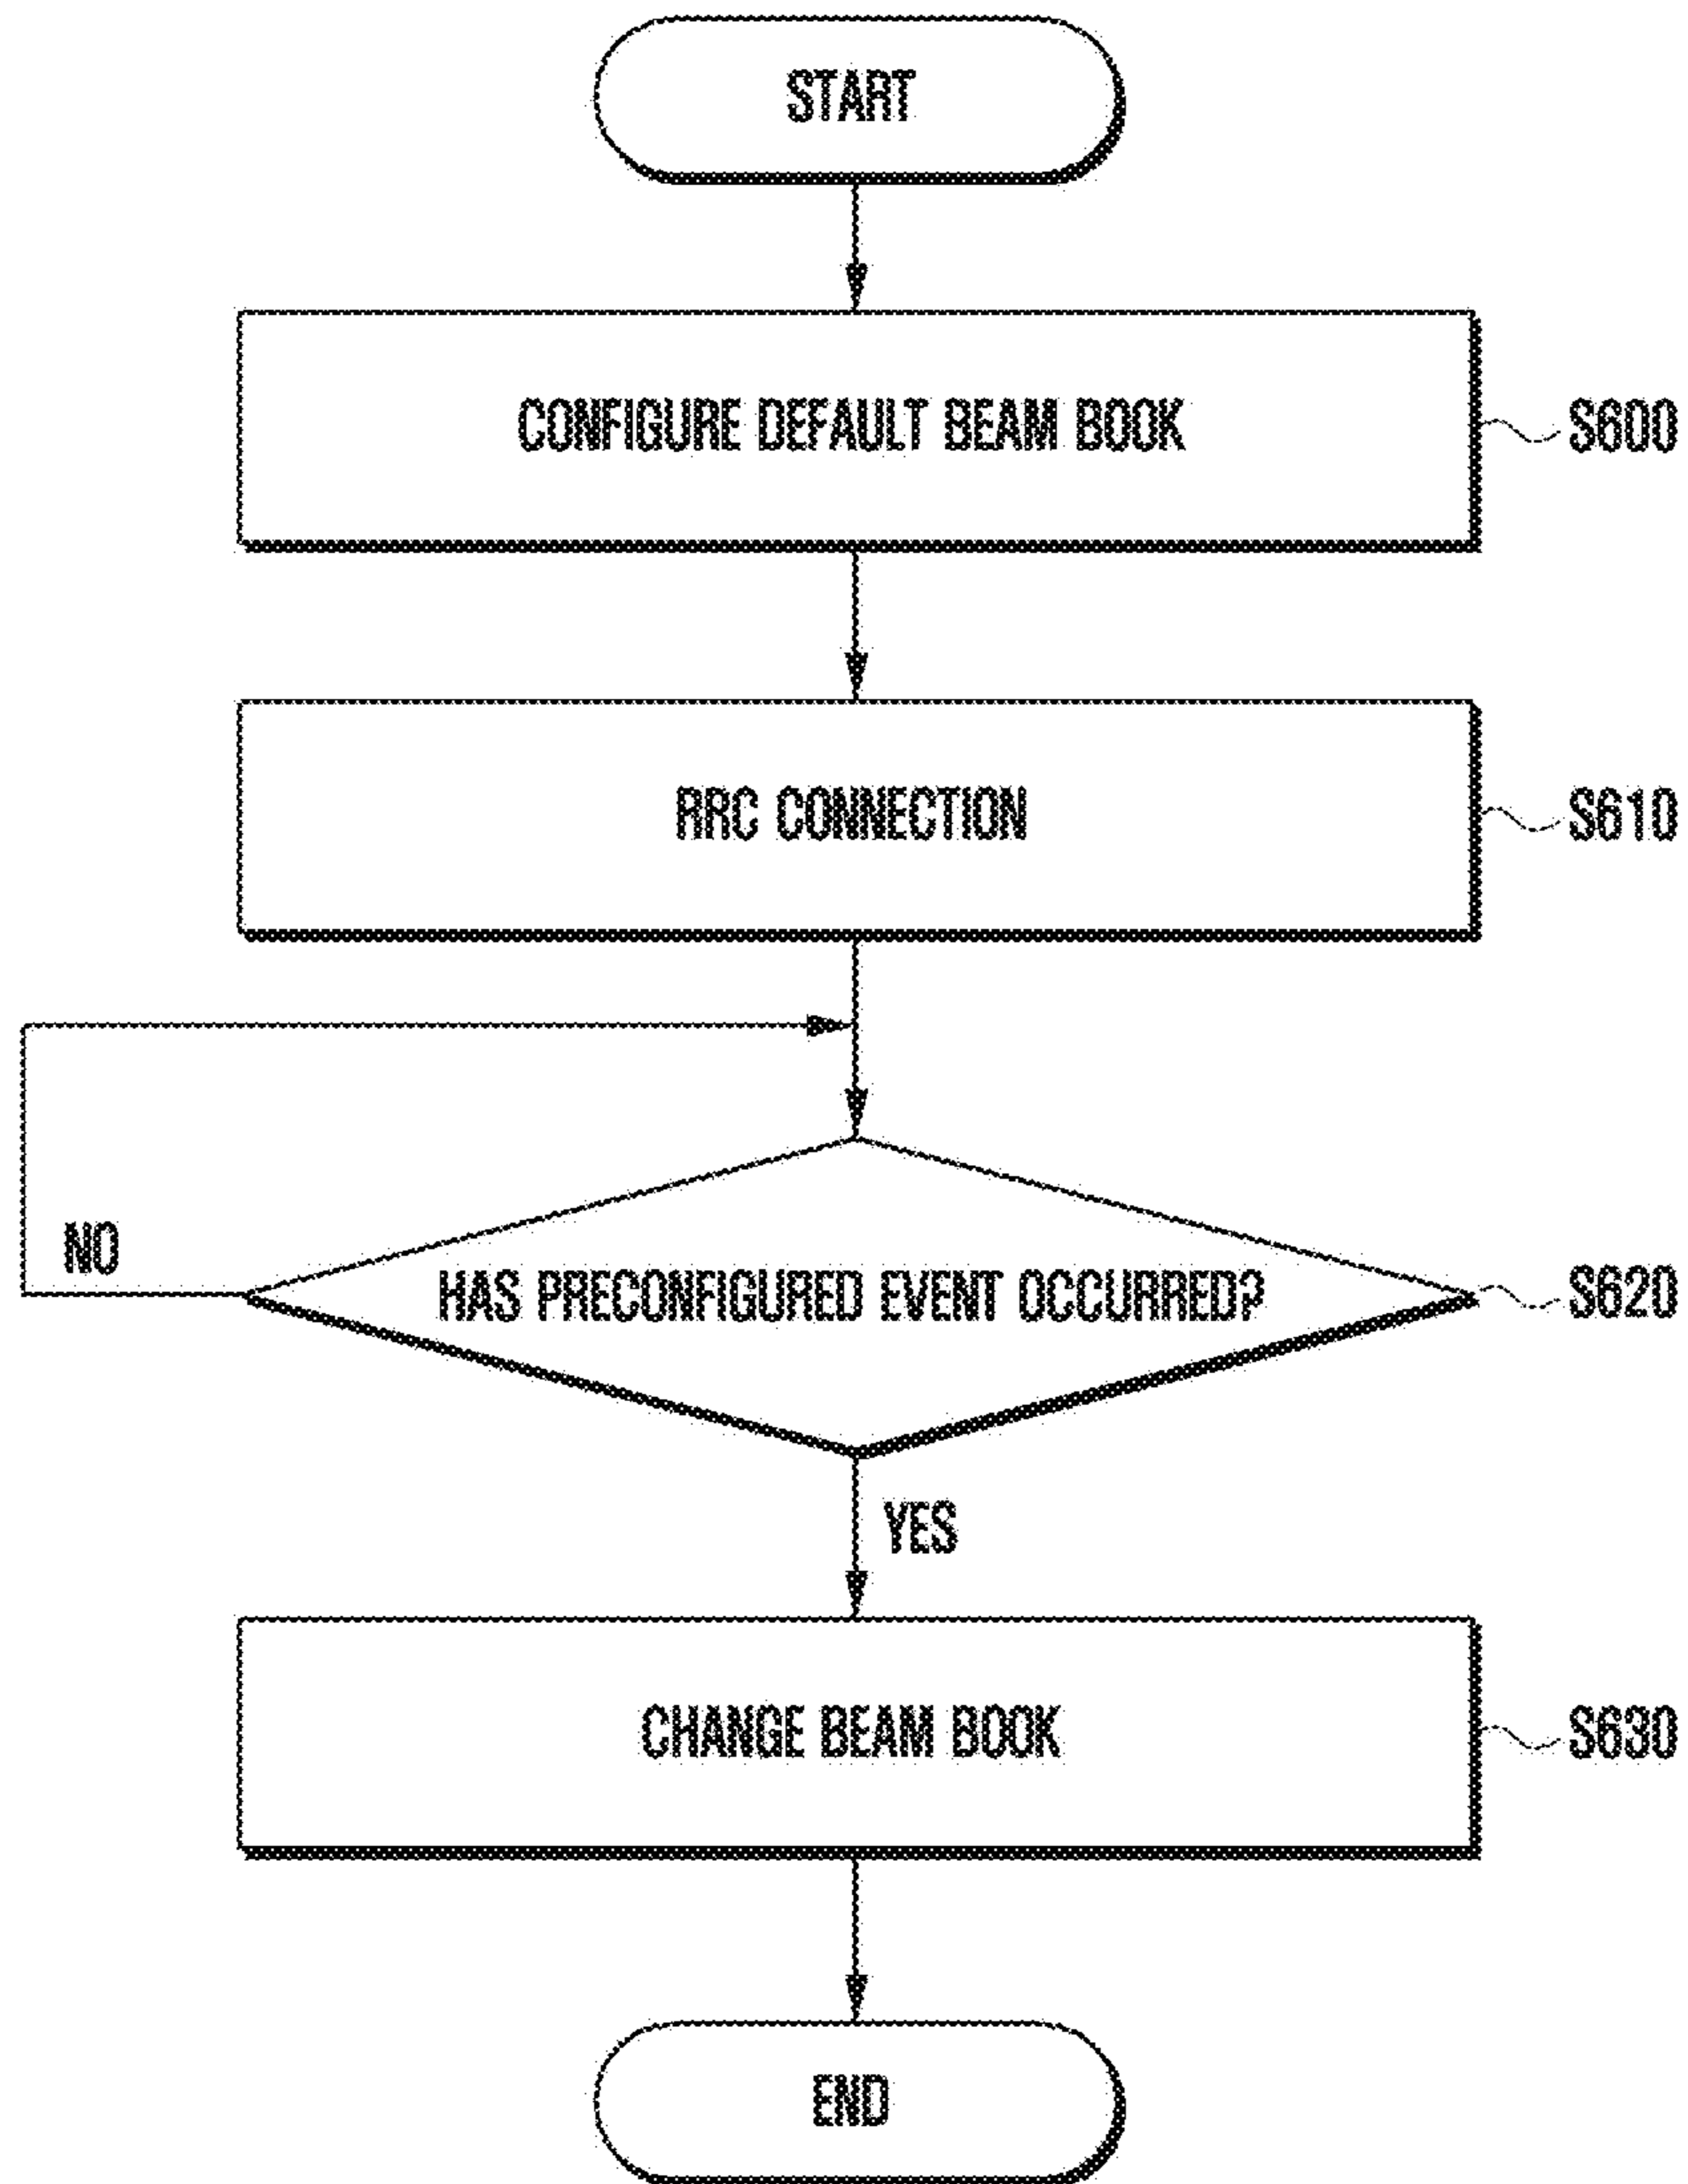 START
CONFIGURE DEFAULT BEAM BOOK
S600
RRC CONNECTION
S610
NO
HAS PRECONFIGURED EVENT OCCURRED?
S620
YES
CHANGE BEAM BOOK
S630
END